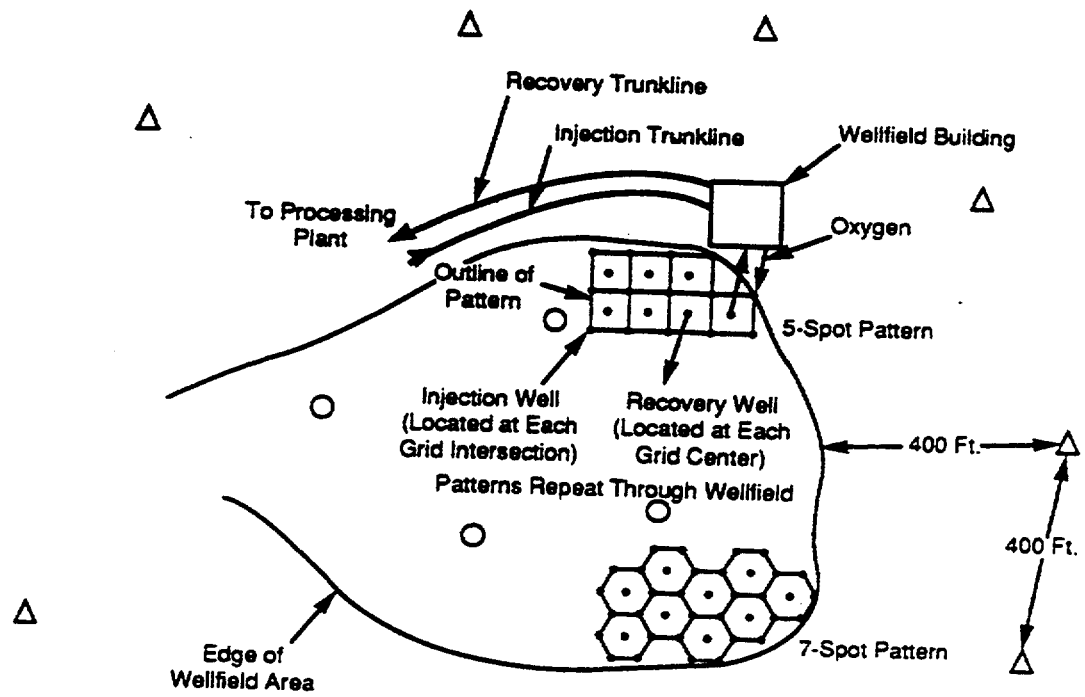 Recovery Trunkline
Injection Trunkline
Wellfield Building
To Processing
Plant
Oxygen
Outline of
Pattern
5-Spot Pattern
Injection Well
(Located at Each
Grid Intersection)
Recovery Well
(Located at Each
Grid Center)
400 Ft.
Patterns Repeat Through Wellfield
400 Ft.
Edge of
Wellfield Area
7-Spot Pattern